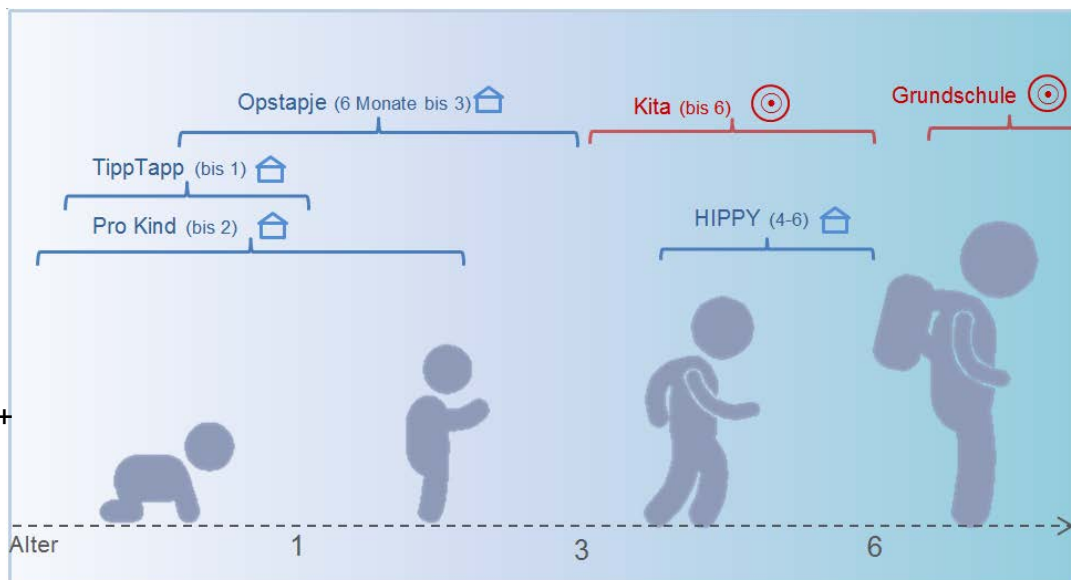 Opstapje (6 Monate bis 3)
Kita (bis 6)
Grundschule
TippTapp (bis 1)
Pro Kind (bis 2)
HIPPY (4-6)
+
Alter 1 3 6